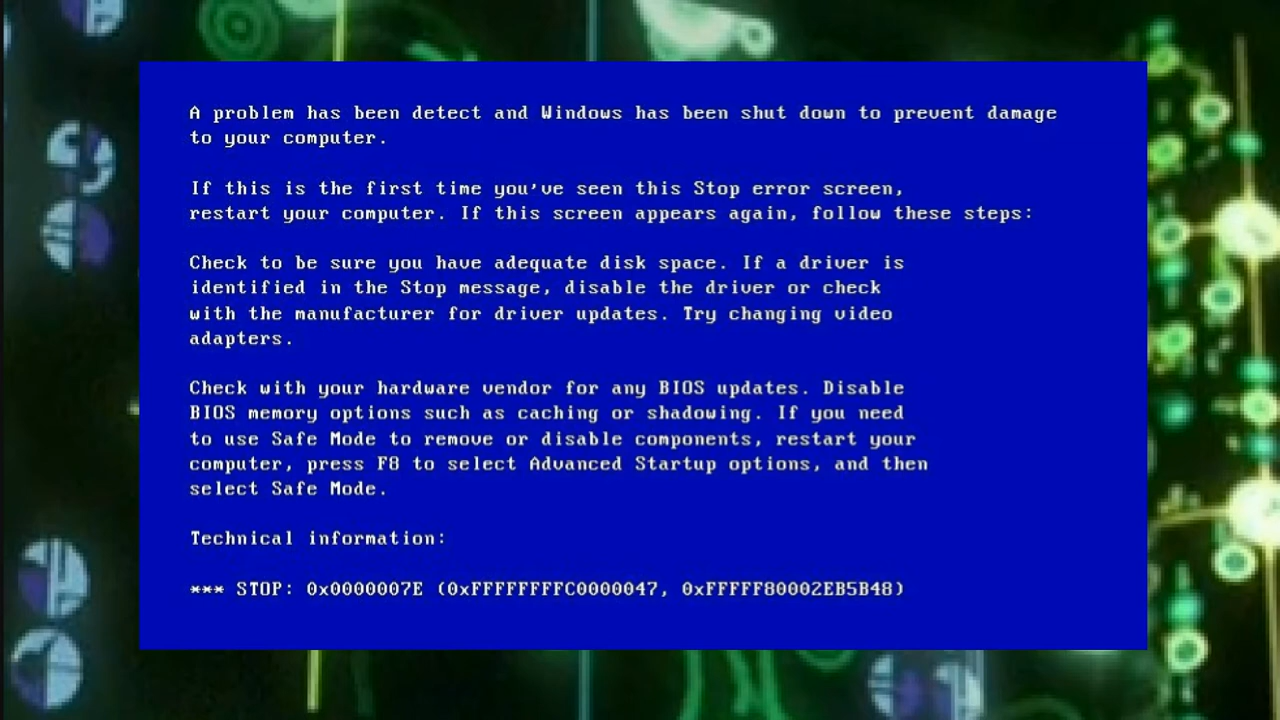 A problem has been detect and Windows has been shut down to prevent damage
to your computer.
If this is the first time you've seen this Stop error screen,
restart your computer. If this screen appears again, follow these steps:
Check to be sure you have adequate disk space. If a driver is
identified in the Stop message, disable the driver or check
with the manufacturer for driver updates. Try changing video
adapters.
Check with your hardware vendor for any BIOS updates. Disable
BIOS memory options such as caching or shadowing. If you need
to use Safe Mode to remove or disable components, restart your
computer, press F8 to select Advanced Startup options, and then
select Safe Mode.
Technical information:
*** STOP: 0x0000007E (0xFFFFFFFFC0000047, 0xFFFFF80002EB5B48)